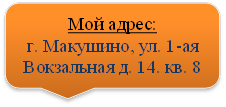 Мой адрес:
г. Макушино, ул. 1-ая
Вокзальная д. 14. кв. 8